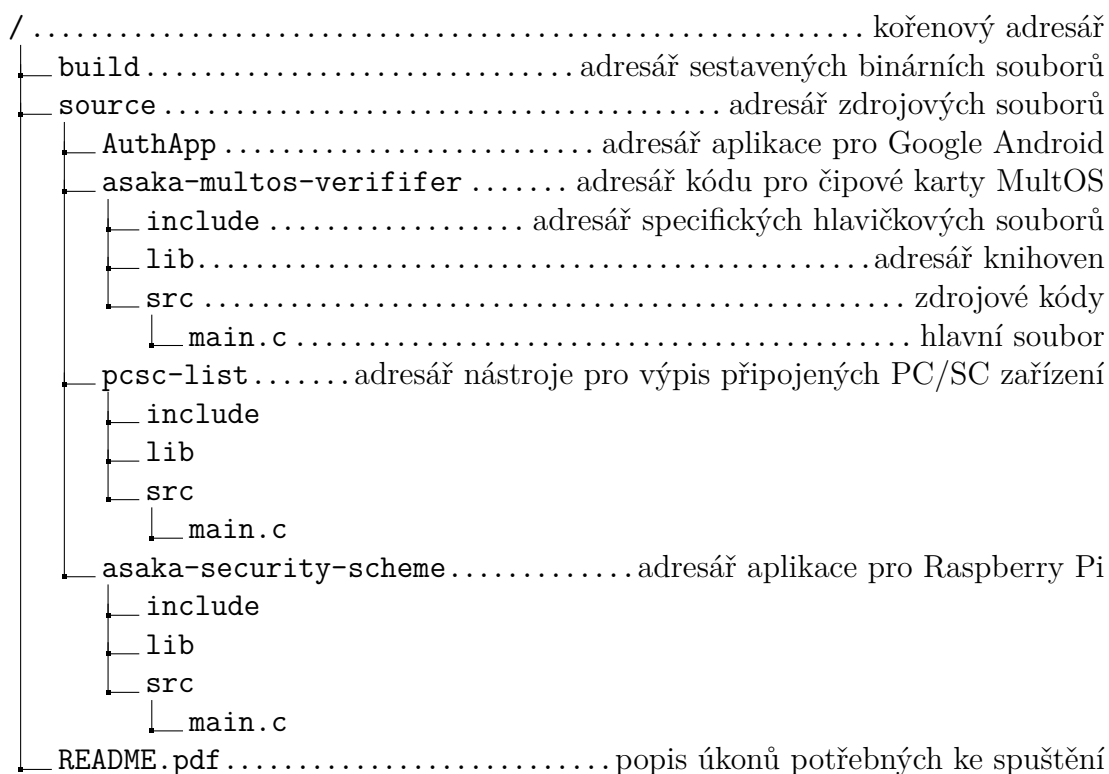 / kořenový adresář
build adresář sestavených binárních souborů
source adresář zdrojových souborů
AuthApp adresář aplikace pro Google Android
asaka-multos-verififer adresář kódu pro čipové karty MultOS
include adresář specifických hlavičkových souborů
lib adresář knihoven
src zdrojové kódy
main.c hlavní soubor
pcsc-list adresář nástroje pro výpis připojených PC/SC zařízení
include
lib
src
main.c
asaka-security-scheme adresář aplikace pro Raspberry Pi
include
lib
src
main.c
README.pdf popis úkonů potřebných ke spuštění